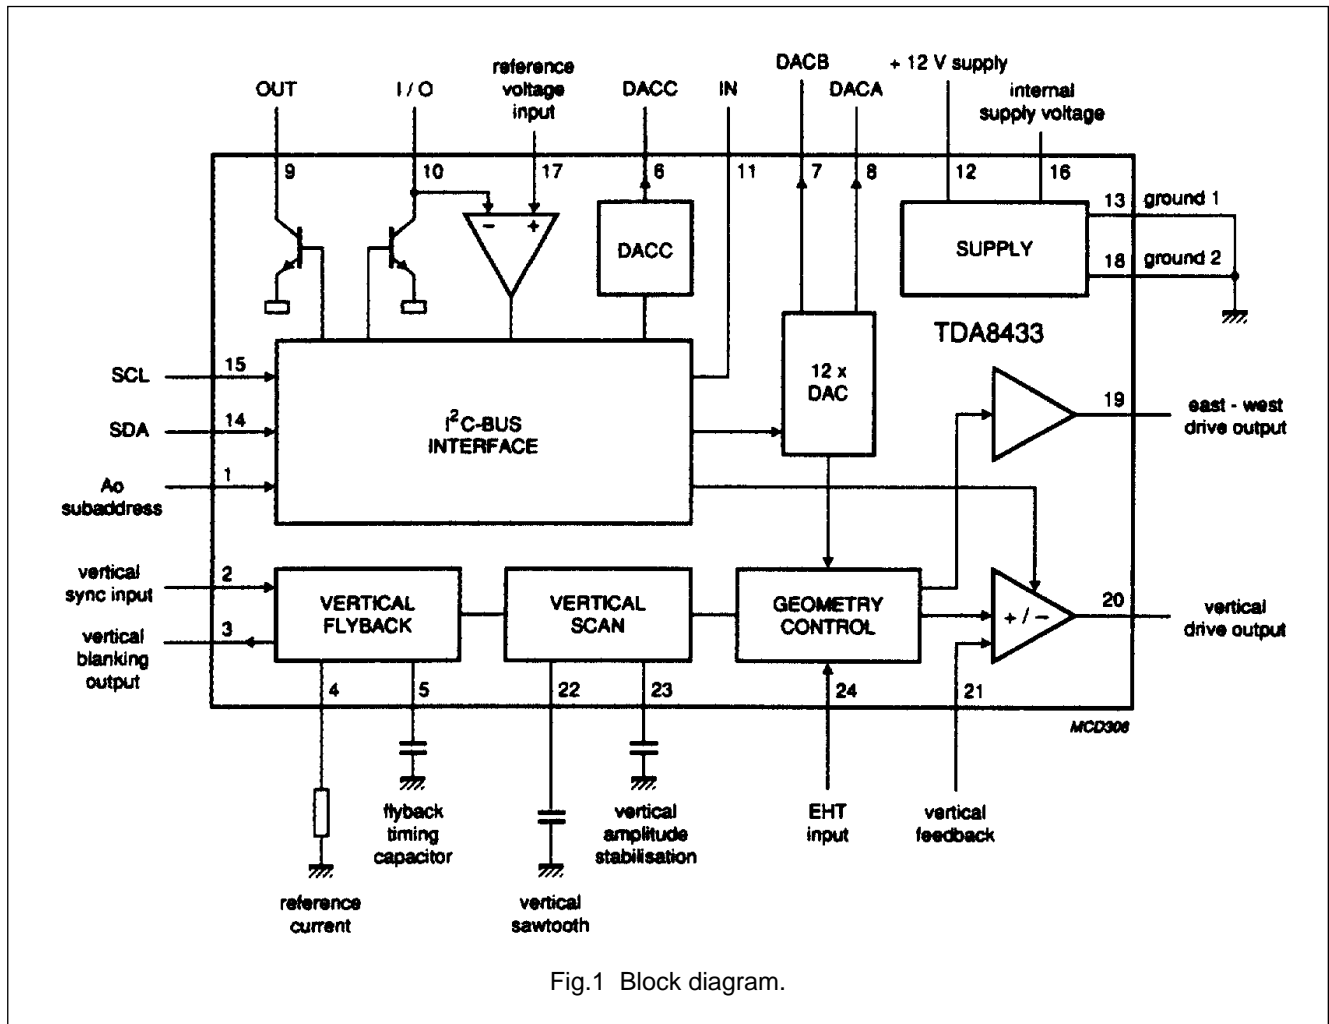 OUT
I / O
reference
voltage
input
DACC
IN
DACB
DACA
+ 12 V supply
internal
supply voltage
9
10
17
6
11
7
8
12
16
13
ground 1
18
ground 2
− +
DACC
SUPPLY
TDA8433
SCL
15
SDA
14
Ao
subaddress
1
I²C-BUS
INTERFACE
12 x
DAC
19
east - west
drive output
vertical
sync input
2
vertical
blanking
output
3
VERTICAL
FLYBACK
VERTICAL
SCAN
GEOMETRY
CONTROL
+ / −
20
vertical
drive output
4
5
22
23
24
21
MCD306
reference
current
flyback
timing
capacitor
vertical
sawtooth
vertical
amplitude
stabilisation
EHT
input
vertical
feedback
Fig.1 Block diagram.